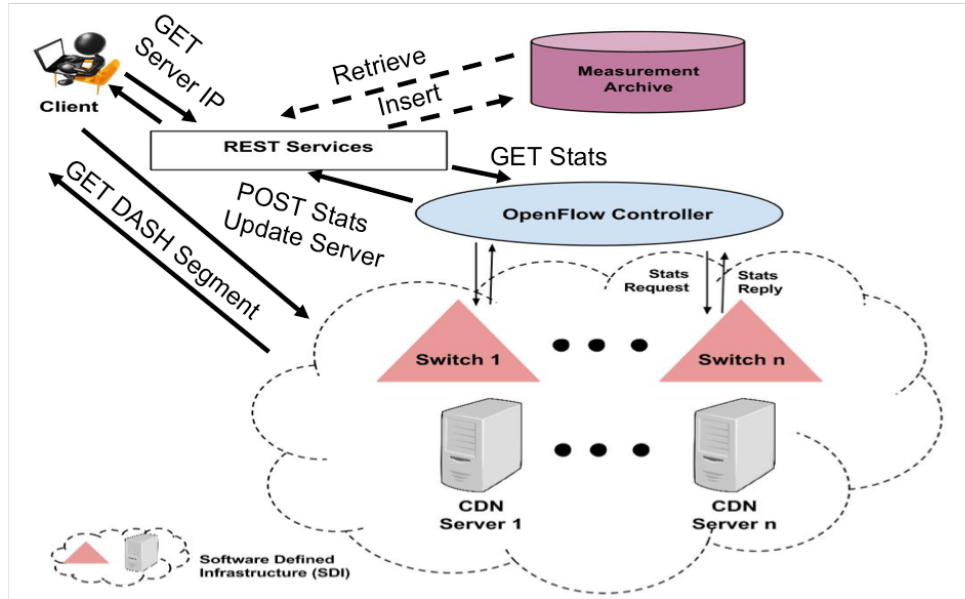 GET
Server IP
Client
Retrieve
Insert
Measurement
Archive
REST Services
GET Stats
POST Stats
Update Server
OpenFlow Controller
GET DASH Segment
Stats
Request
Stats
Reply
Switch 1
Switch n
CDN
Server 1
CDN
Server n
Software Defined
Infrastructure (SDI)